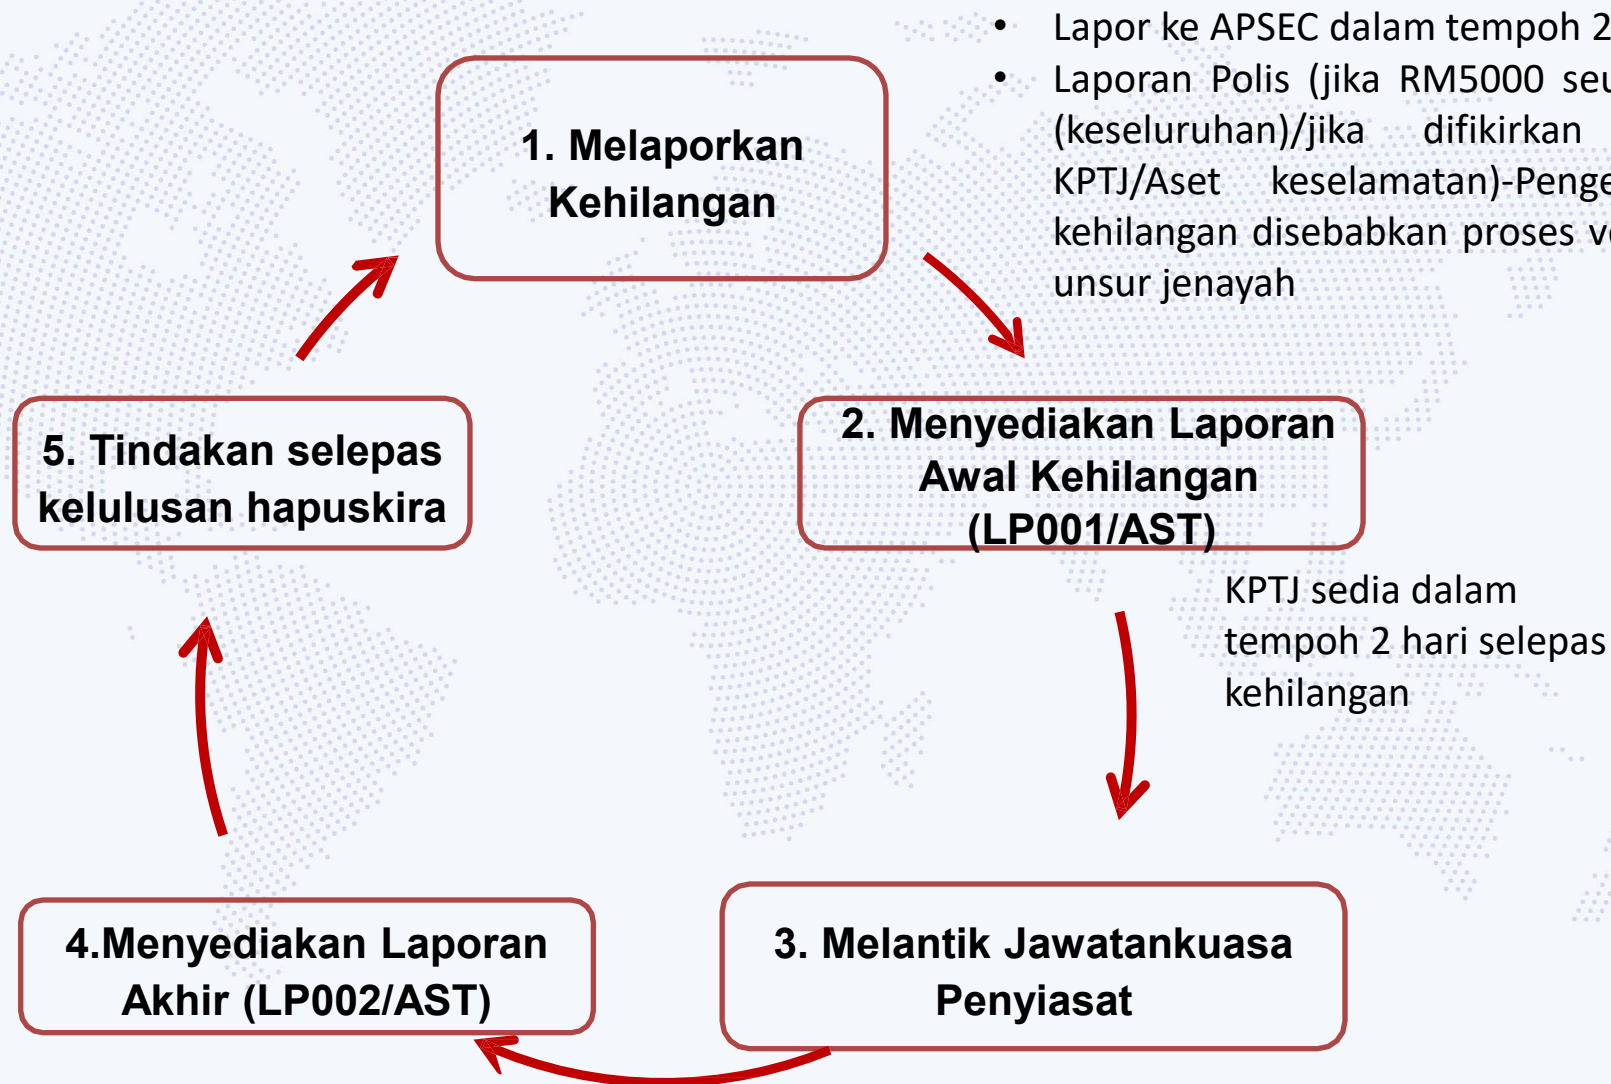 • Lapor ke APSEC dalam tempoh 2
• Laporan Polis (jika RM5000
(keseluruhan)/jika difikirkan
KPTJ/Aset
kehilangan disebabkan proses
unsur jenayah
1. Melaporkan
Kehilangan
2. Menyediakan Laporan
Awal Kehilangan
(LP001/AST)
KPTJ sedia dalam
tempoh 2 hari selepas
kehilangan
3. Melantik Jawatankuasa
Penyiasat
4.Menyediakan Laporan
Akhir (LP002/AST)
5. Tindakan selepas
kelulusan hapuskira